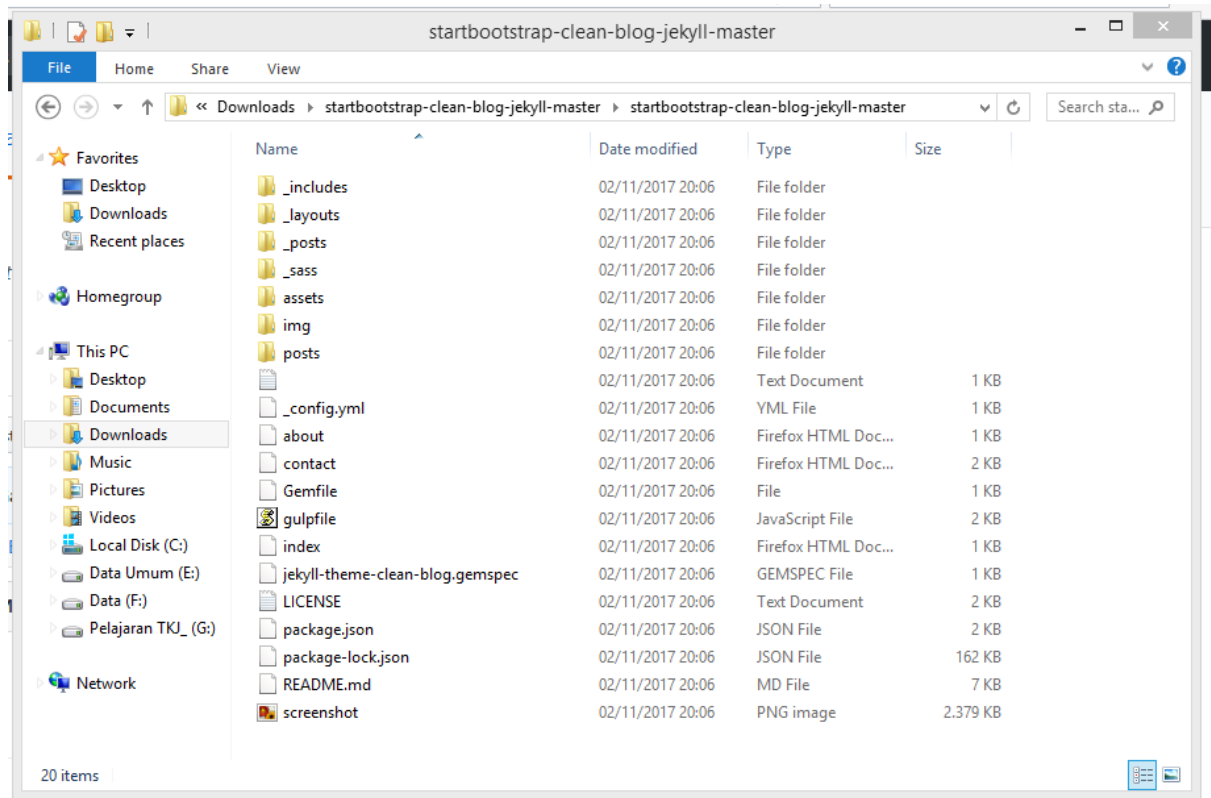 startbootstrap-clean-blog-jekyll-master
File Home Share View
« Downloads startbootstrap-clean-blog-jekyll-master startbootstrap-clean-blog-jekyll-master Search sta...
Name Date modified Type Size
Favorites
Desktop
Downloads
Recent places
Homegroup
This PC
Desktop
Documents
Downloads
Music
Pictures
Videos
Local Disk (C:)
Data Umum (E:)
Data (F:)
Pelajaran TKJ_ (G:)
Network
_includes 02/11/2017 20:06 File folder
_layouts 02/11/2017 20:06 File folder
_posts 02/11/2017 20:06 File folder
_sass 02/11/2017 20:06 File folder
assets 02/11/2017 20:06 File folder
img 02/11/2017 20:06 File folder
posts 02/11/2017 20:06 File folder
02/11/2017 20:06 Text Document 1 KB
_config.yml 02/11/2017 20:06 YML File 1 KB
about 02/11/2017 20:06 Firefox HTML Doc... 1 KB
contact 02/11/2017 20:06 Firefox HTML Doc... 2 KB
Gemfile 02/11/2017 20:06 File 1 KB
gulpfile 02/11/2017 20:06 JavaScript File 2 KB
index 02/11/2017 20:06 Firefox HTML Doc... 1 KB
jekyll-theme-clean-blog.gemspec 02/11/2017 20:06 GEMSPEC File 1 KB
LICENSE 02/11/2017 20:06 Text Document 2 KB
package.json 02/11/2017 20:06 JSON File 2 KB
package-lock.json 02/11/2017 20:06 JSON File 162 KB
README.md 02/11/2017 20:06 MD File 7 KB
screenshot 02/11/2017 20:06 PNG image 2.379 KB
20 items